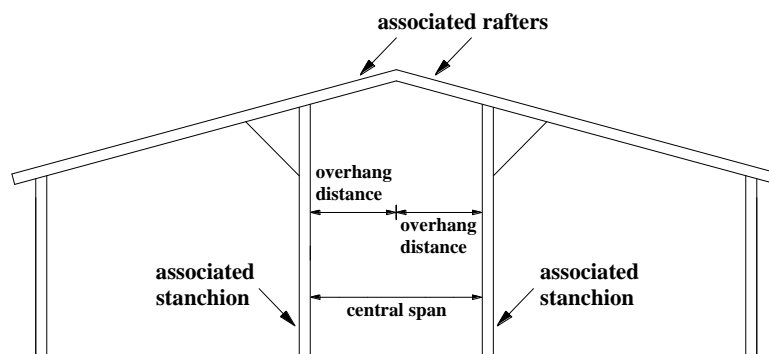 associated rafters
overhang
distance
overhang
distance
associated
stanchion
associated
stanchion
central span